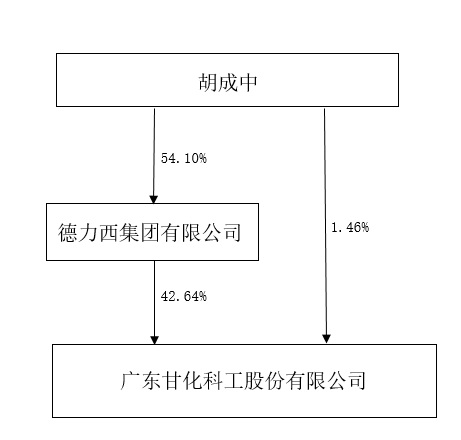 胡成中
54.10%
德力西集团有限公司
1.46%
42.64%
广东甘化科工股份有限公司